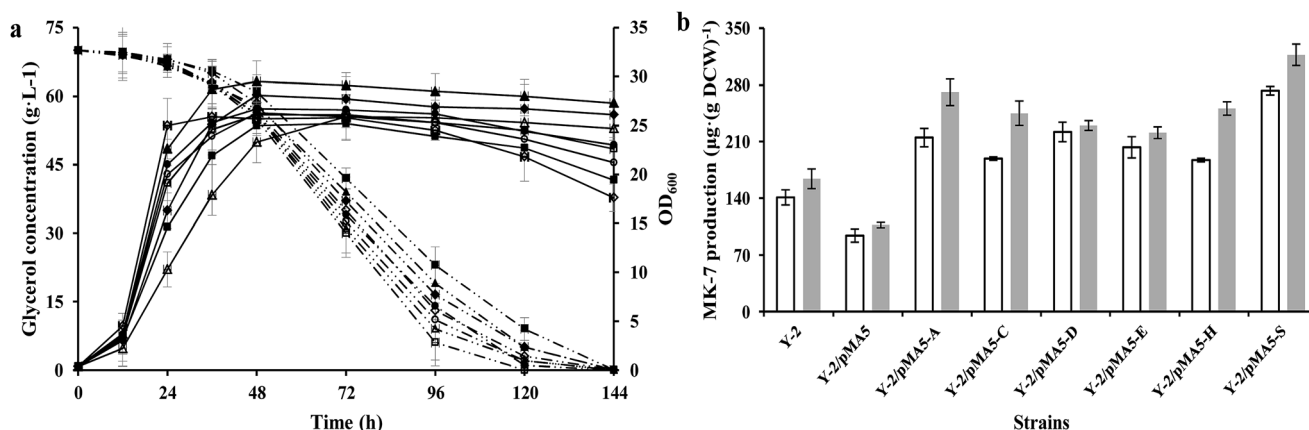 a
Glycerol concentration (g·L-1)
75
60
45
30
15
0
35
30
25
20
15
10
5
0
OD600
0 24 48 72 96 120 144
Time (h)
b
MK-7 production (µg·(g DCW)-1)
350
280
210
140
70
0
Y-2
Y-2/pMA5
Y-2/pMA5-A
Y-2/pMA5-C
Y-2/pMA5-D
Y-2/pMA5-E
Y-2/pMA5-H
Y-2/pMA5-S
Strains